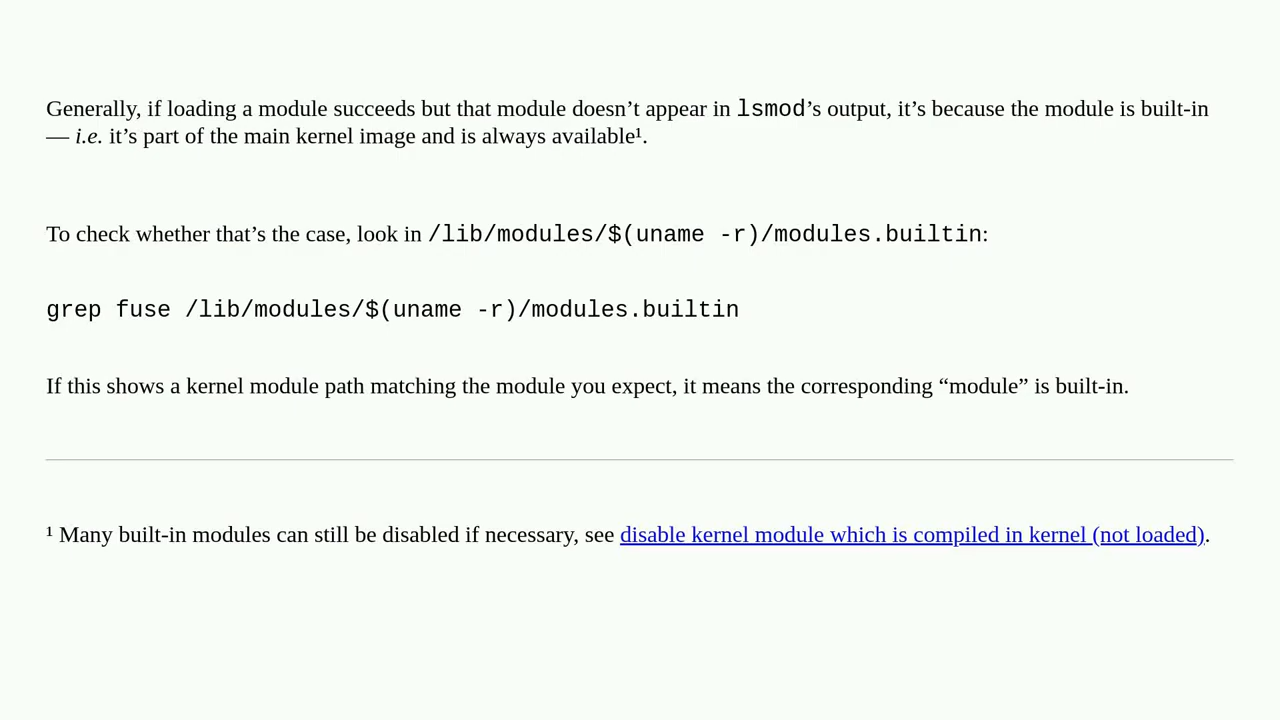 Generally, if loading a module succeeds but that module doesn’t appear in lsmod’s output, it’s because the module is built-in
— i.e. it’s part of the main kernel image and is always available¹.
To check whether that’s the case, look in /lib/modules/$(uname -r)/modules.builtin:
grep fuse /lib/modules/$(uname -r)/modules.builtin
If this shows a kernel module path matching the module you expect, it means the corresponding “module” is built-in.
¹ Many built-in modules can still be disabled if necessary, see disable kernel module which is compiled in kernel (not loaded).